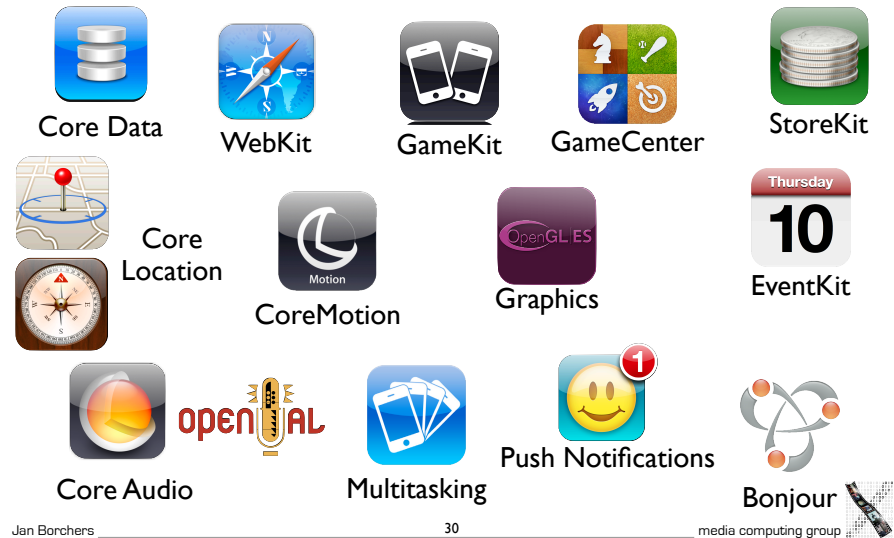 Core Data
WebKit
GameKit
GameCenter
StoreKit
Core
Location
Motion
CoreMotion
OpenGL|ES
Graphics
Thursday
10
EventKit
OPENAL
Core Audio
Multitasking
1
Push Notifications
Bonjour
Jan Borchers
30
media computing group